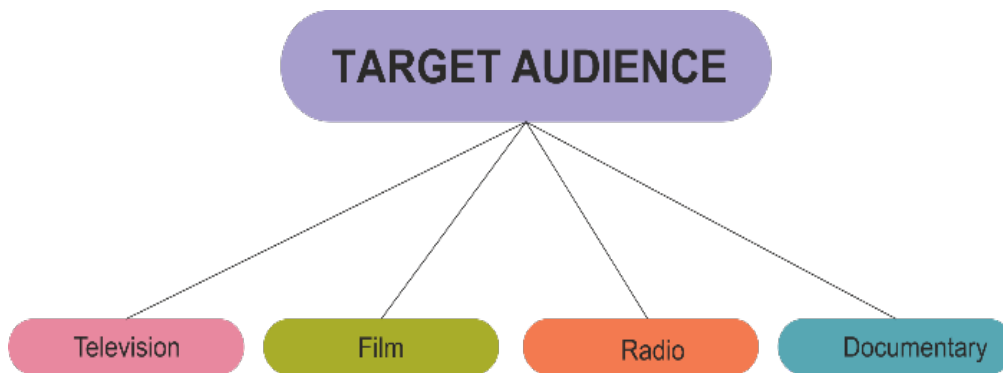 TARGET AUDIENCE
Television
Film
Radio
Documentary